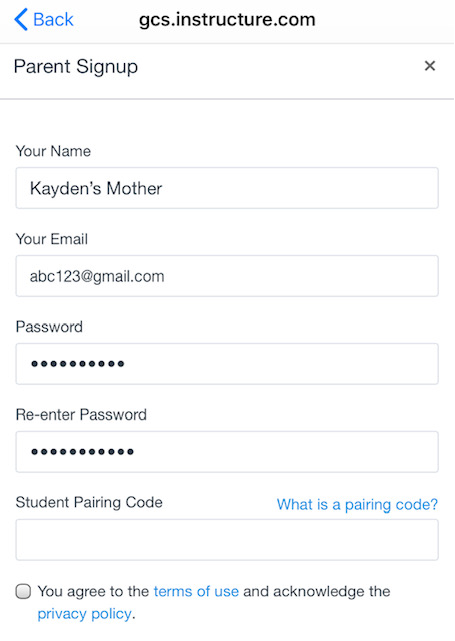 Back gcs.instructure.com
Parent Signup ×
Your Name
Kayden’s Mother
Your Email
abc123@gmail.com
Password
••••••••••
Re-enter Password
•••••••••••
Student Pairing Code What is a pairing code?
You agree to the terms of use and acknowledge the
privacy policy.